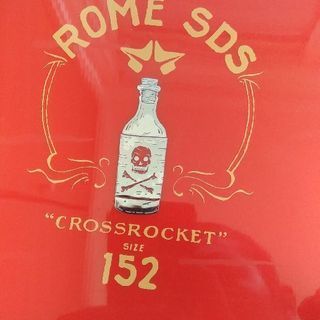 ROME SDS
"CROSSROCKET"
SIZE
152